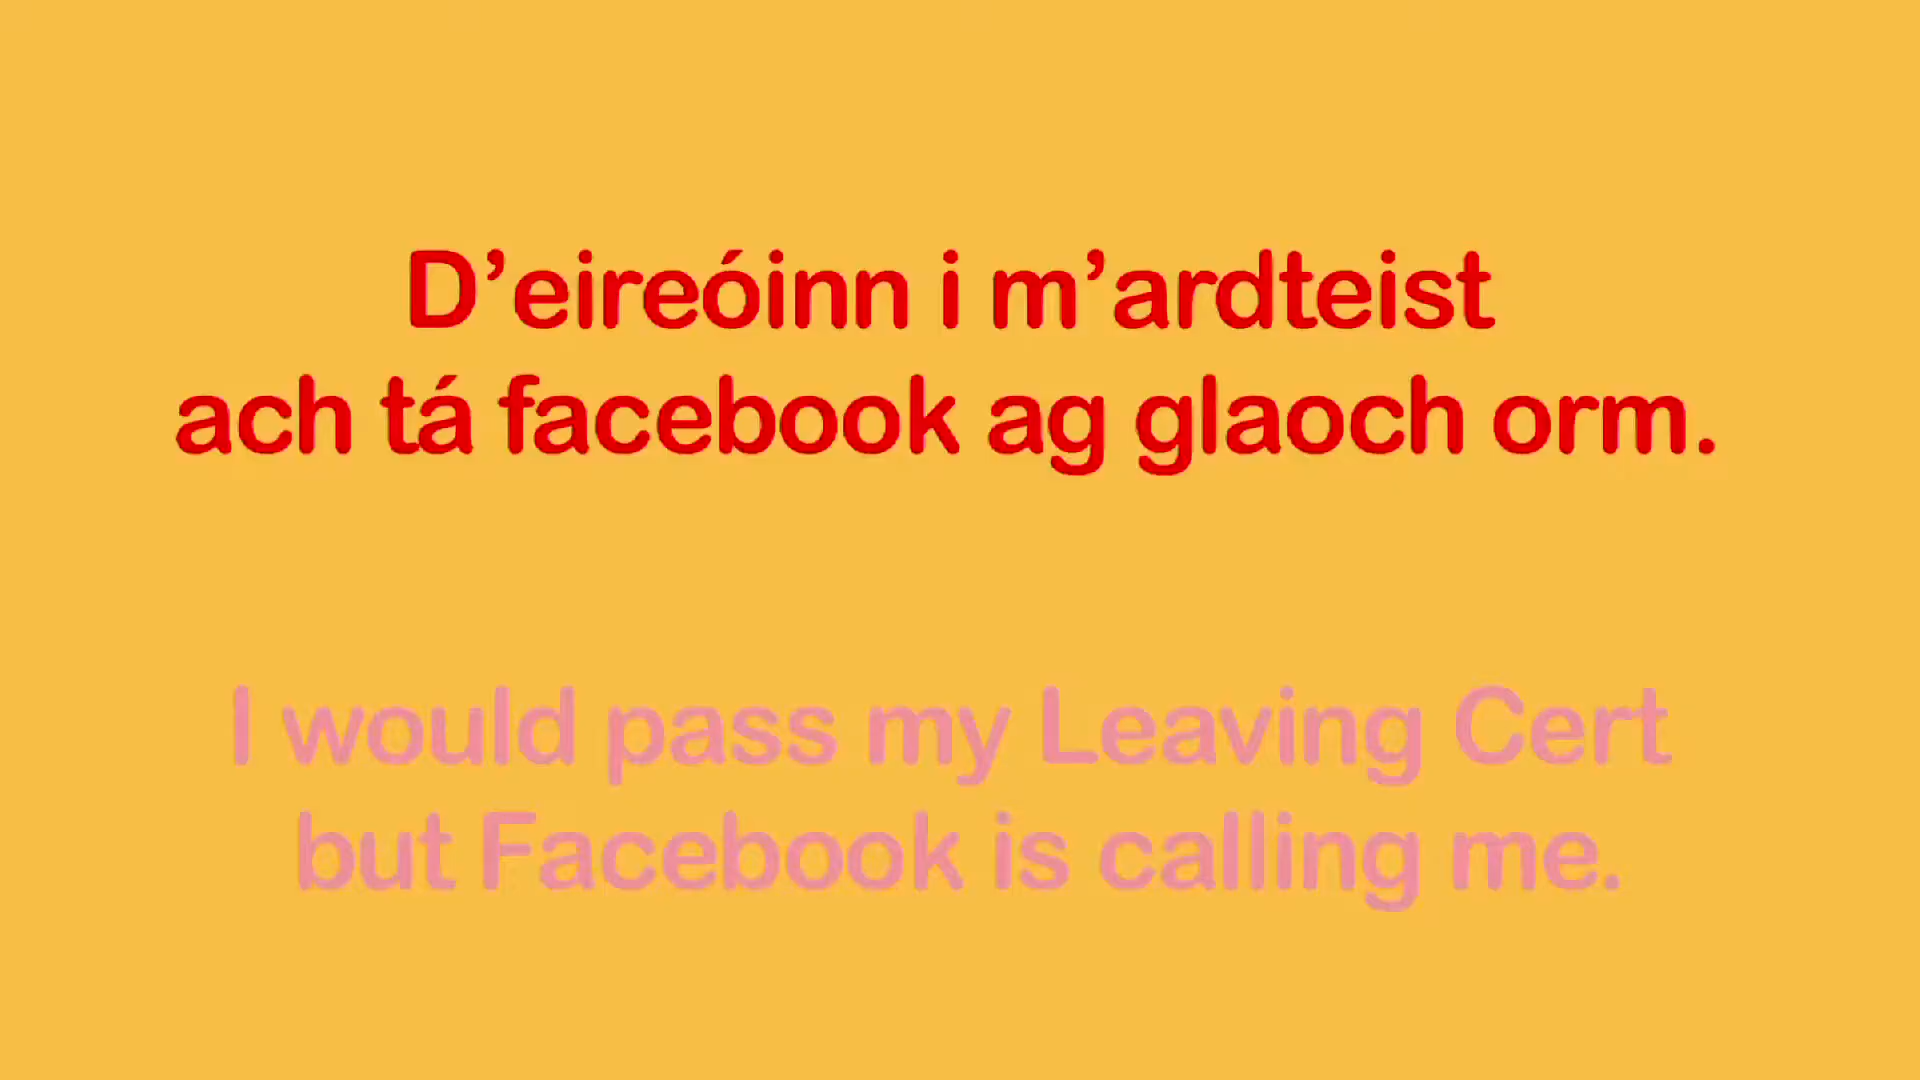 D’eireóinn i m’ardteist
ach tá facebook ag glaoch orm.
I would pass my Leaving Cert
but Facebook is calling me.